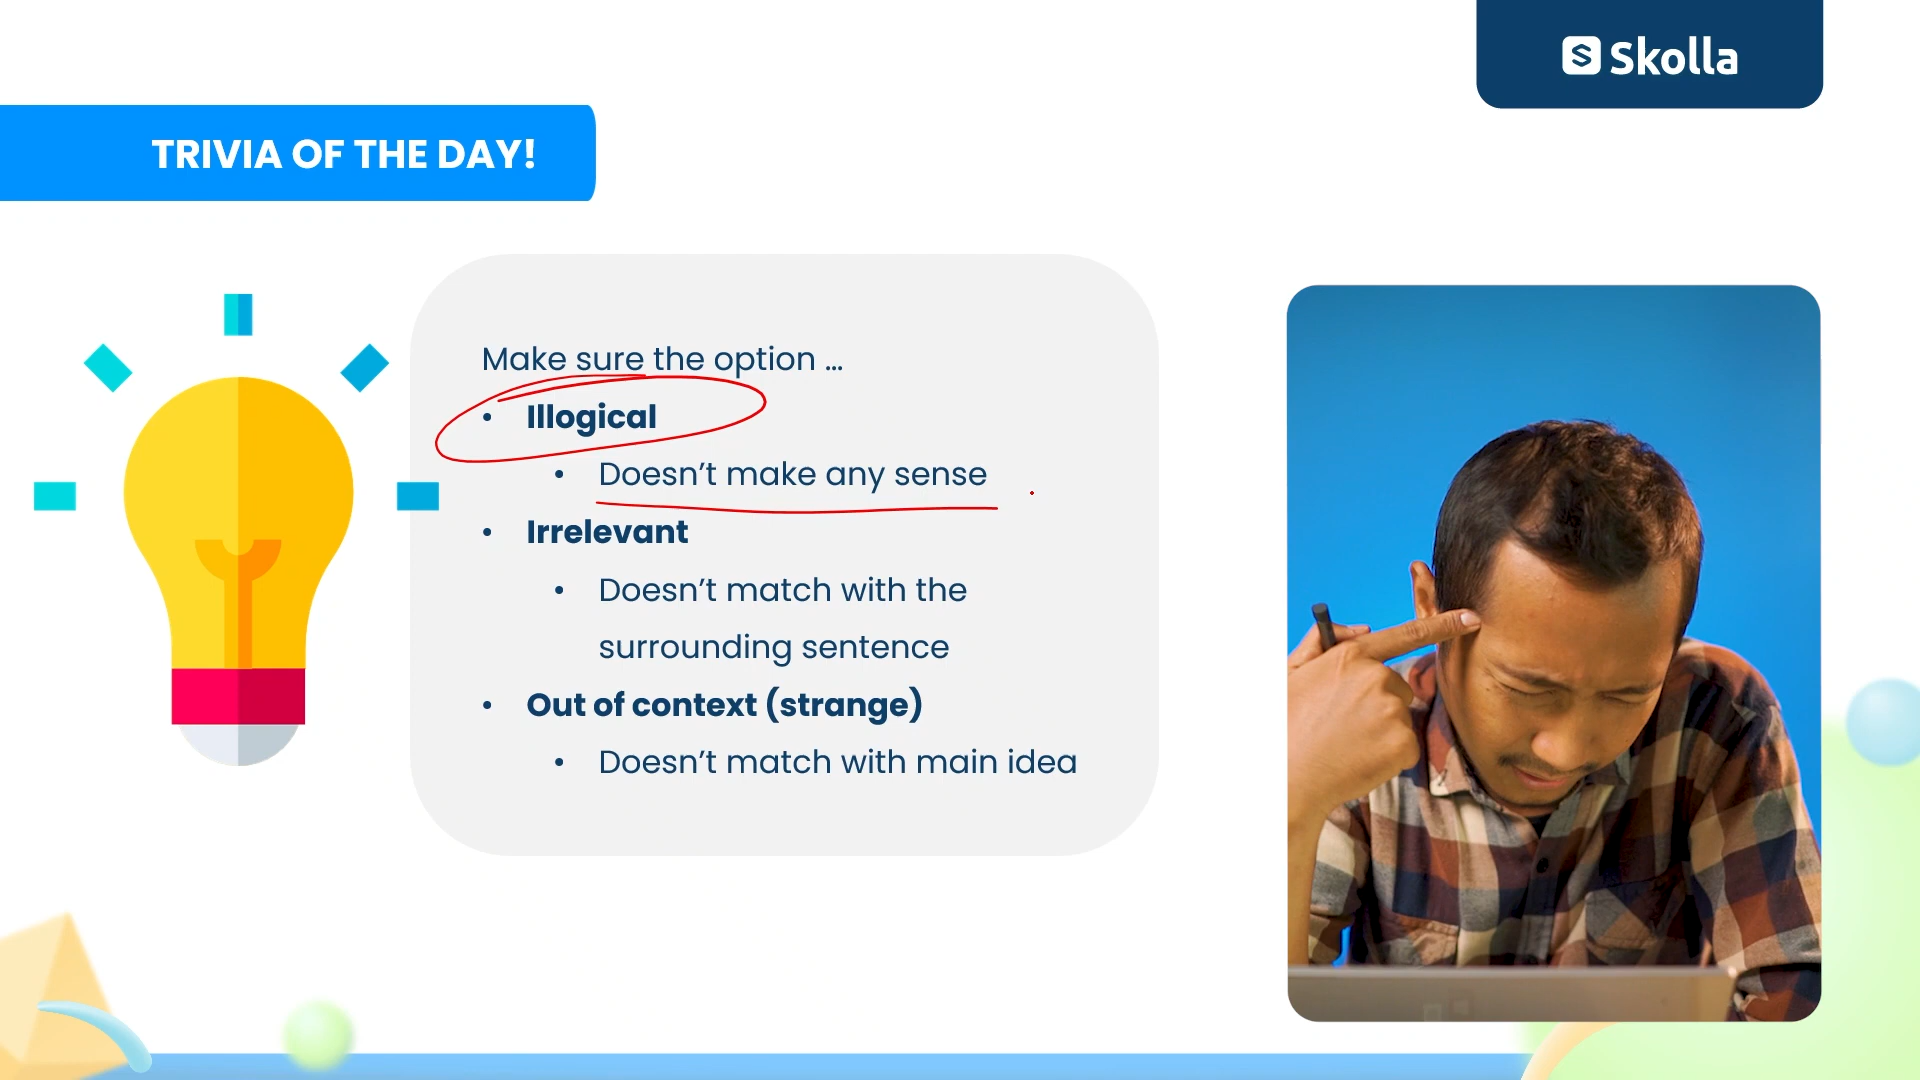 Skolla
TRIVIA OF THE DAY!
Make sure the option ...
• Illogical
• Doesn't make any sense
• Irrelevant
• Doesn't match with the
surrounding sentence
• Out of context (strange)
• Doesn't match with main idea